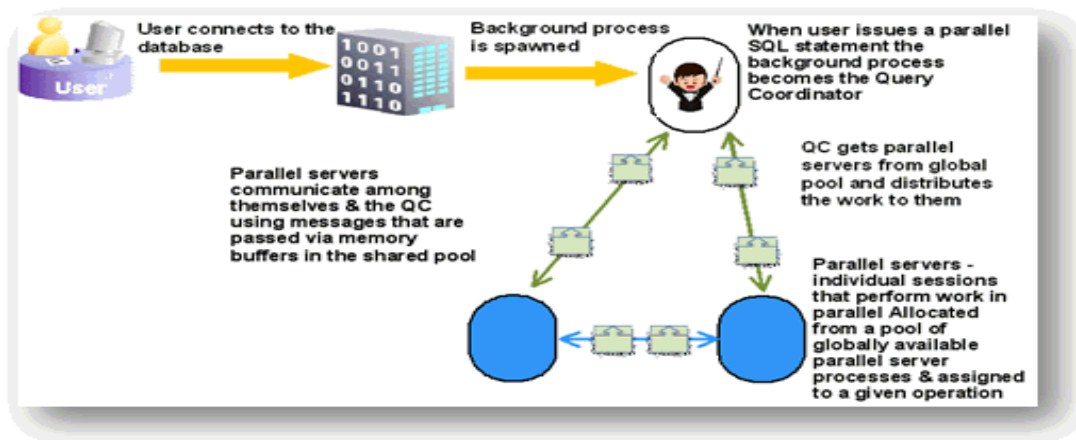 User connects to the
database
User
1001
0011
0110
1110
Background process
is spawned
When user issues a parallel
SQL statement the
background process
becomes the Query
Coordinator
QC gets parallel
servers from global
pool and distributes
the work to them
Parallel servers
communicate among
themselves & the QC
using messages that are
passed via memory
buffers in the shared pool
Parallel servers -
individual sessions
that perform work in
parallel Allocated
from a pool of
globally available
parallel server
processes & assigned
to a given operation